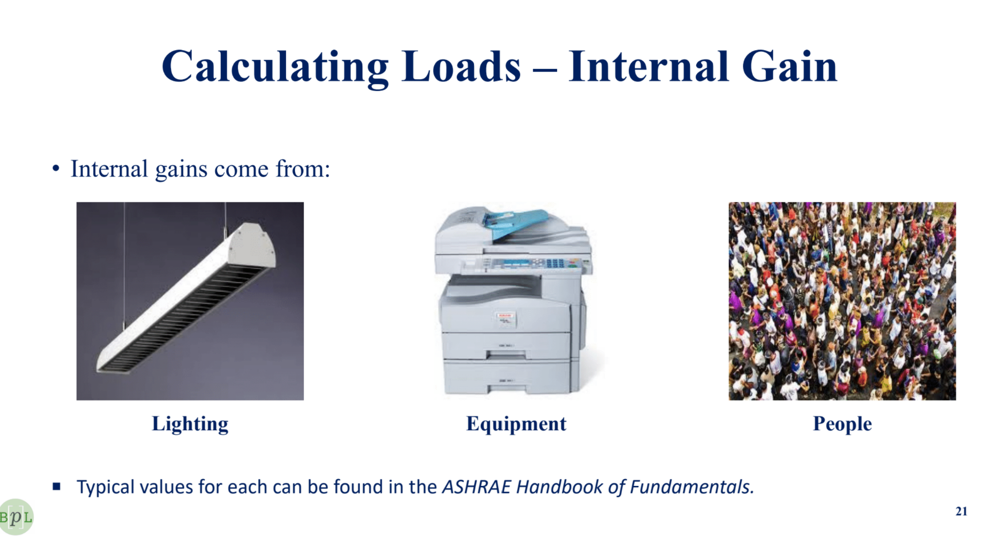 Calculating Loads – Internal Gain
• Internal gains come from:
Lighting
Equipment
People
▪ Typical values for each can be found in the ASHRAE Handbook of Fundamentals.
B[p]L
21